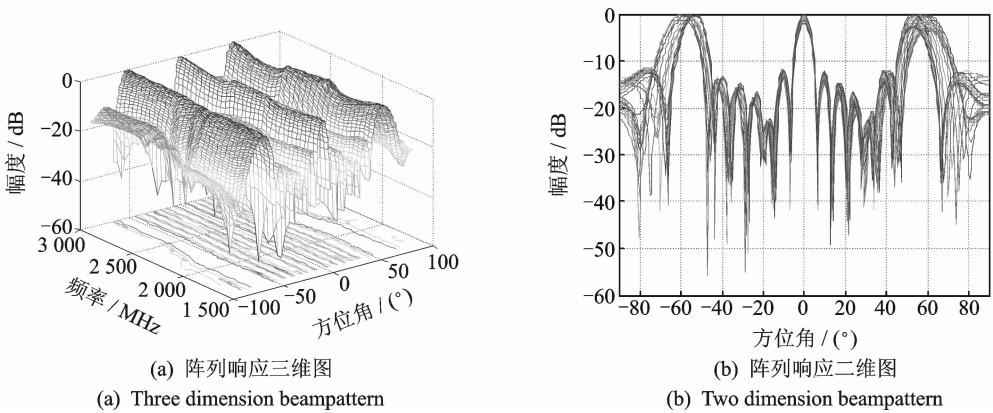 0
−20
−40
−60
幅度 / dB
3 000
2 500
2 000
1 500
频率 / MHz
−100
−50
0
50
100
方位角 / (°)
(a) 阵列响应三维图
(a) Three dimension beampattern
0
−10
−20
−30
−40
−50
−60
幅度 / dB
−80 −60 −40 −20 0 20 40 60 80
方位角 / (°)
(b) 阵列响应二维图
(b) Two dimension beampattern